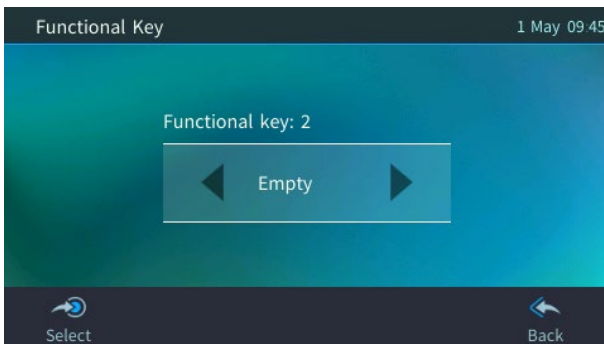 Functional Key
1 May 09:45
Functional key: 2
Empty
Select
Back